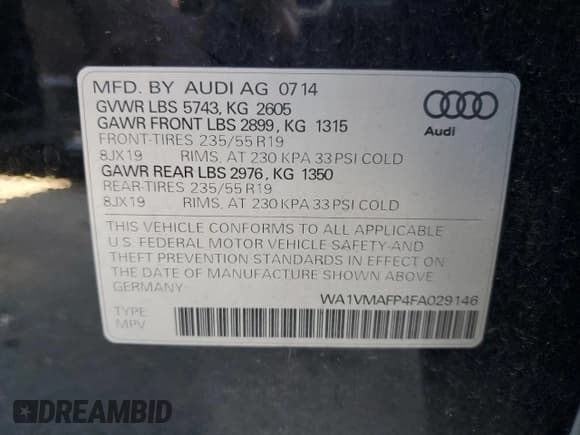 MFD. BY AUDI AG 07 14
GVWR LBS 5743, KG 2605
GAWR FRONT LBS 2899, KG 1315
FRONT-TIRES 235/55 R19
8JX19 RIMS, AT 230 KPA 33 PSI COLD
GAWR REAR LBS 2976, KG 1350
REAR-TIRES 235/55 R19
8JX19 RIMS, AT 230 KPA 33 PSI COLD
Audi
THIS VEHICLE CONFORMS TO ALL APPLICABLE
U.S. FEDERAL MOTOR VEHICLE SAFETY-AND
THEFT PREVENTION STANDARDS IN EFFECT ON
THE DATE OF MANUFACTURE SHOWN ABOVE.
GERMANY
WA1VMAFP4FA029146
TYPE
MPV
DREAMBID